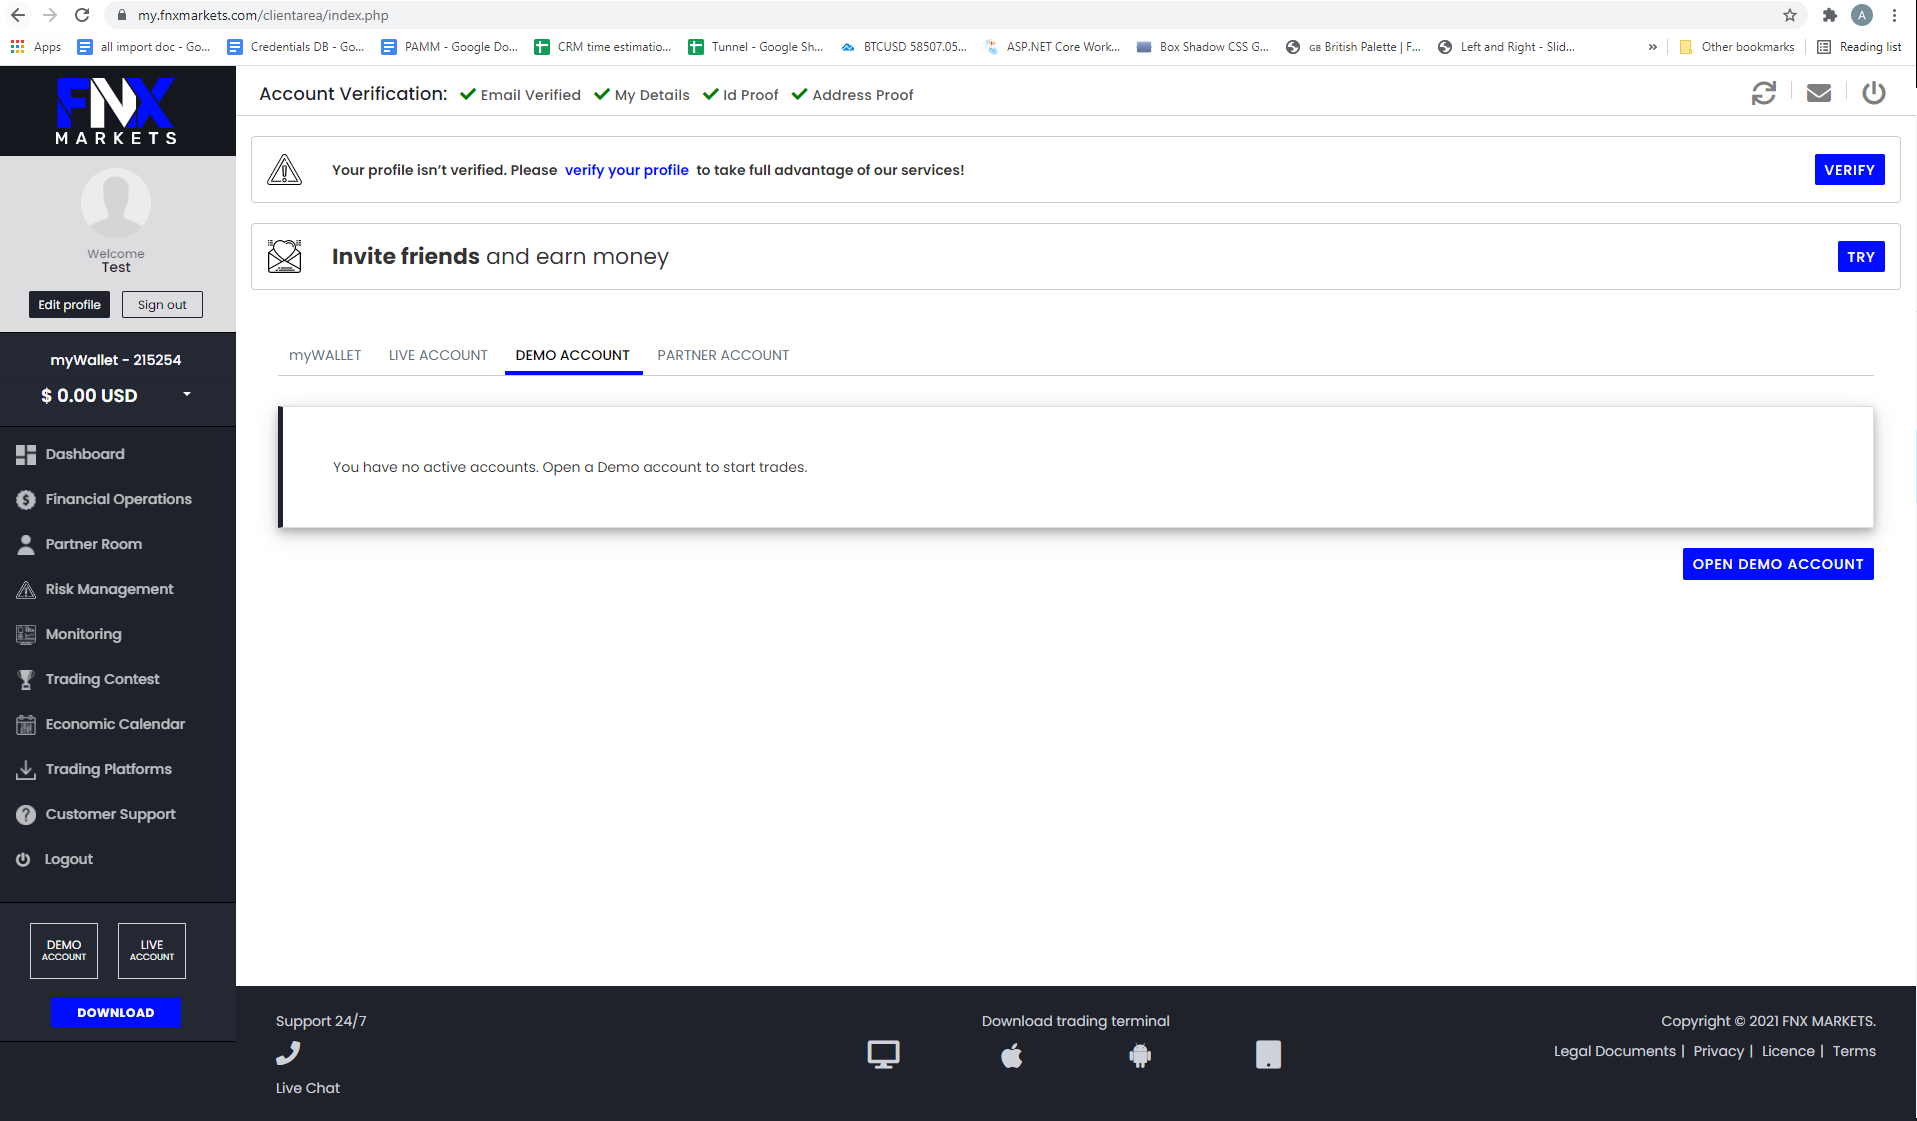 my.fnxmarkets.com/clientarea/index.php
A
Apps
all import doc - Go...
Credentials DB - Go...
PAMM - Google Do...
CRM time estimatio...
Tunnel - Google Sh...
BTCUSD 58507.05...
ASP.NET Core Work...
Box Shadow CSS G...
GB British Palette | F...
Left and Right - Slid...
»
Other bookmarks
Reading list
FNX
MARKETS
Account Verification:
Email Verified
My Details
Id Proof
Address Proof
Your profile isn’t verified. Please verify your profile to take full advantage of our services!
VERIFY
Invite friends and earn money
TRY
Welcome
Test
Edit profile
Sign out
myWallet - 215254
$ 0.00 USD
Dashboard
Financial Operations
Partner Room
Risk Management
Monitoring
Trading Contest
Economic Calendar
Trading Platforms
Customer Support
Logout
DEMO
ACCOUNT
LIVE
ACCOUNT
DOWNLOAD
myWALLET
LIVE ACCOUNT
DEMO ACCOUNT
PARTNER ACCOUNT
You have no active accounts. Open a Demo account to start trades.
OPEN DEMO ACCOUNT
Support 24/7
Live Chat
Download trading terminal
Copyright © 2021 FNX MARKETS.
Legal Documents | Privacy | Licence | Terms